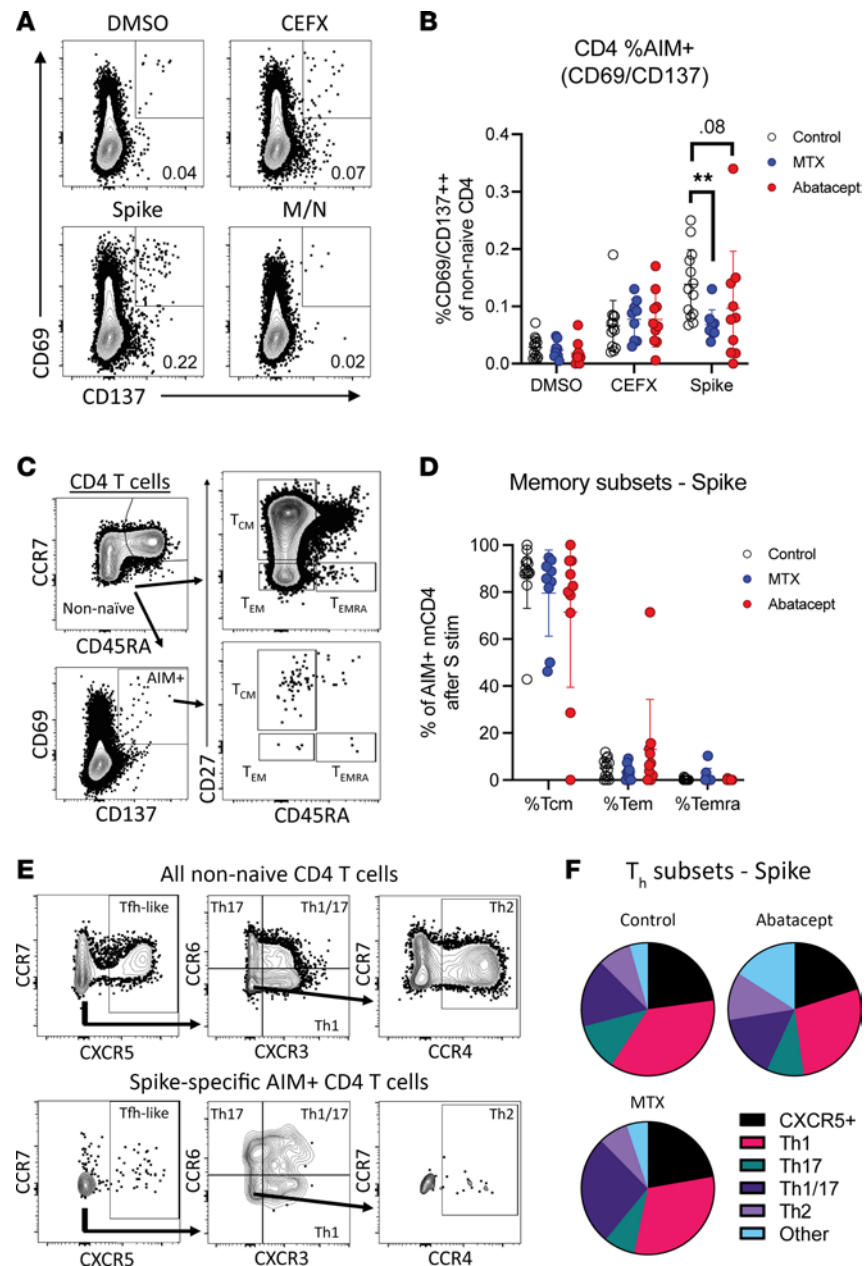 A
DMSO
CEFX
0.04
0.07
Spike
M/N
0.22
0.02
CD69
CD137
B
CD4 %AIM+
(CD69/CD137)
%CD69/CD137++
of non-naive CD4
0.4
0.3
0.2
0.1
0.0
.08
**
Control
MTX
Abatacept
DMSO
CEFX
Spike
C
CD4 T cells
CCR7
Non-naïve
CD45RA
TCM
TEM
TEMRA
AIM+
CD69
CD137
TCM
TEM
TEMRA
CD27
CD45RA
D
Memory subsets - Spike
% of AIM+ nnCD4
after S stim
100
80
60
40
20
0
Control
MTX
Abatacept
%Tcm
%Tem
%Temra
E
All non-naive CD4 T cells
Tfh-like
Th17
Th1/17
Th1
Th2
CCR7
CCR6
CCR7
CXCR5
CXCR3
CCR4
Spike-specific AIM+ CD4 T cells
Tfh-like
Th17
Th1/17
Th1
Th2
CCR7
CCR6
CCR7
CXCR5
CXCR3
CCR4
F
Th subsets - Spike
Control
Abatacept
MTX
CXCR5+
Th1
Th17
Th1/17
Th2
Other